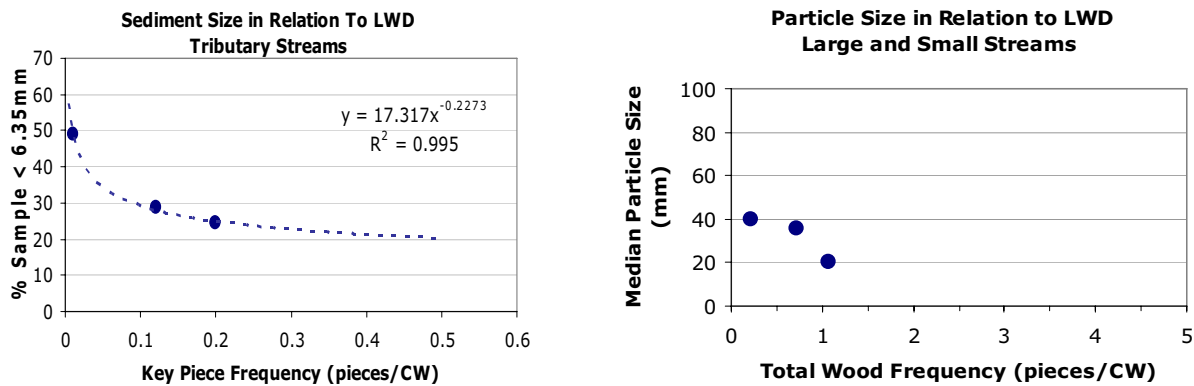 Sediment Size in Relation To LWD
Tributary Streams
% Sample < 6.35mm
70
60
50
40
30
20
10
0
y = 17.317x^-0.2273
R^2 = 0.995
0 0.1 0.2 0.3 0.4 0.5 0.6
Key Piece Frequency (pieces/CW)
Particle Size in Relation to LWD
Large and Small Streams
Median Particle Size
(mm)
100
80
60
40
20
0
0 1 2 3 4 5
Total Wood Frequency (pieces/CW)